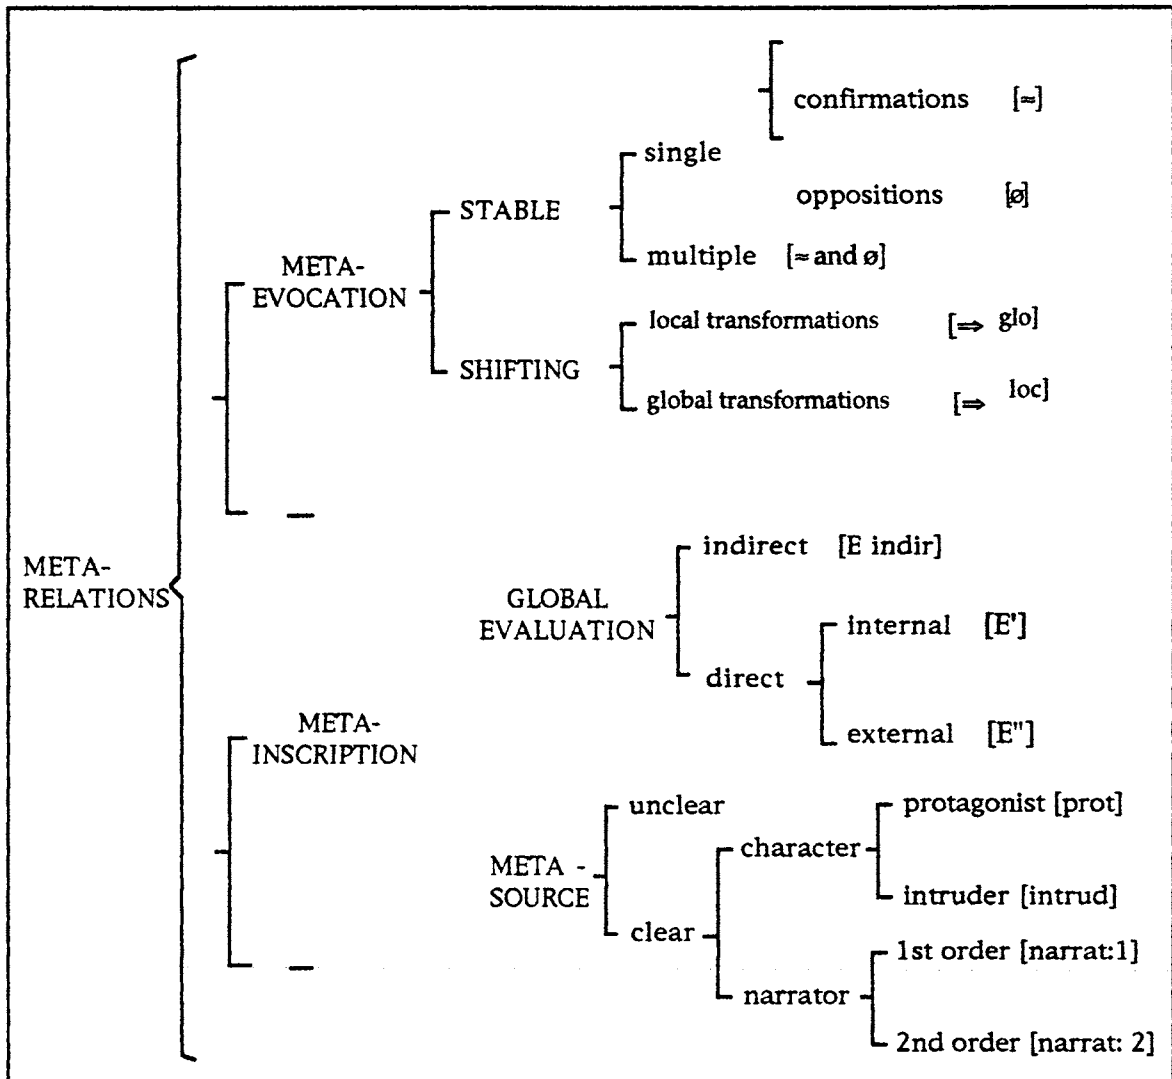 confirmations [≈]
single
oppositions [ø]
STABLE
multiple [≈ and ø]
META-
EVOCATION
local transformations [⇒ glo]
SHIFTING
global transformations [⇒ loc]
—
META-
RELATIONS
indirect [E indir]
GLOBAL
EVALUATION
internal [E']
direct
external [E"]
META-
INSCRIPTION
unclear
protagonist [prot]
character
META -
SOURCE
intruder [intrud]
clear
1st order [narrat:1]
narrator
2nd order [narrat: 2]
—